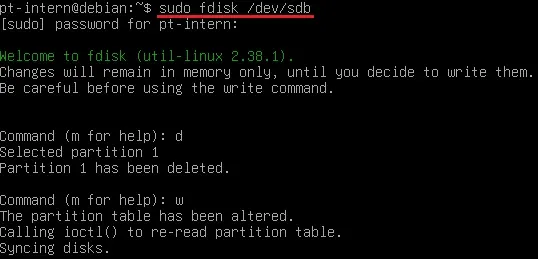 pt-intern@debian:~$ sudo fdisk /dev/sdb
[sudo] password for pt-intern:
Welcome to fdisk (util-linux 2.38.1).
Changes will remain in memory only, until you decide to write them.
Be careful before using the write command.
Command (m for help): d
Selected partition 1
Partition 1 has been deleted.
Command (m for help): w
The partition table has been altered.
Calling ioctl() to re-read partition table.
Syncing disks.